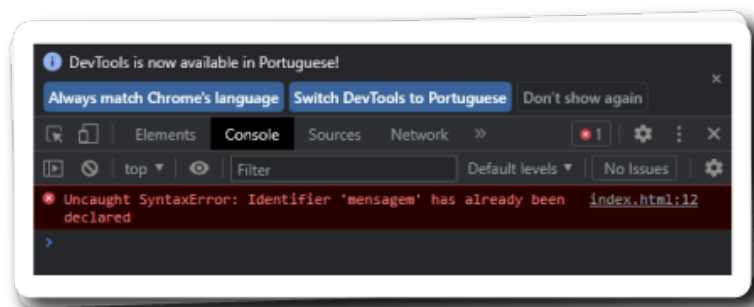 DevTools is now available in Portuguese!
Always match Chrome's language Switch DevTools to Portuguese Don't show again
Elements Console Sources Network » 1
top Filter Default levels No Issues
Uncaught SyntaxError: Identifier 'mensagem' has already been index.html:12
declared